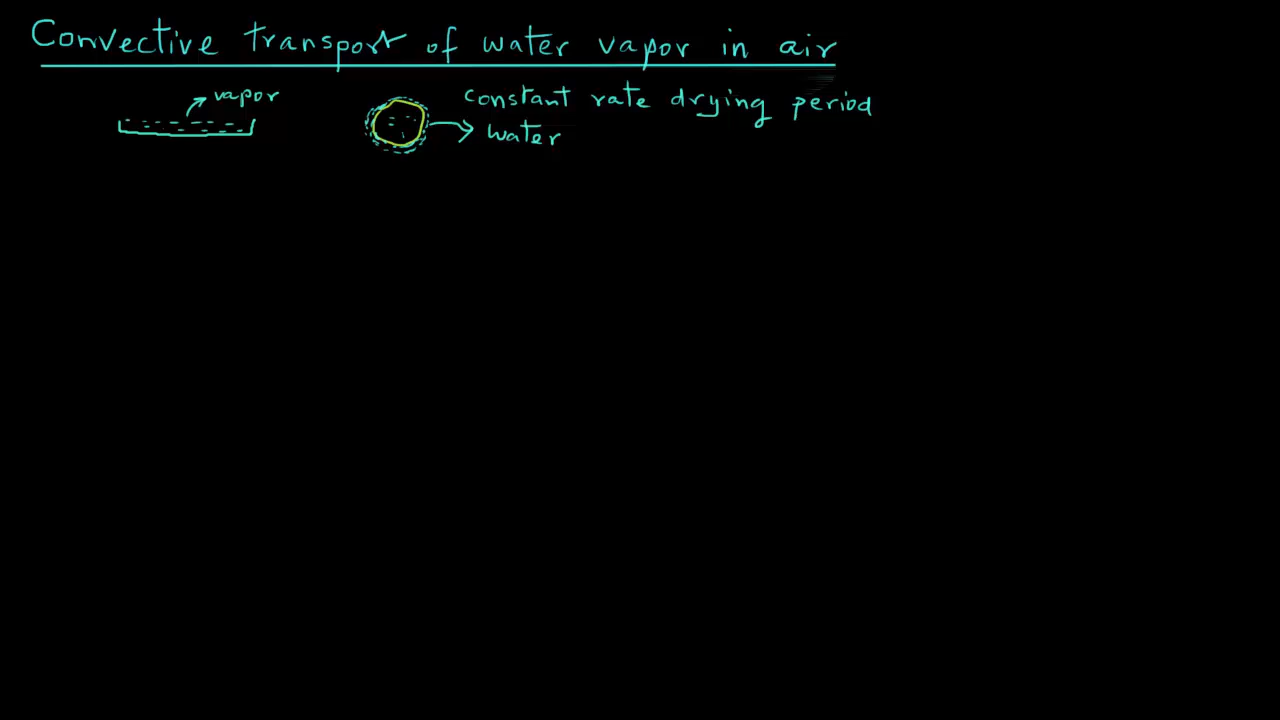 Convective transport of water vapor in air
vapor
constant rate drying period
water